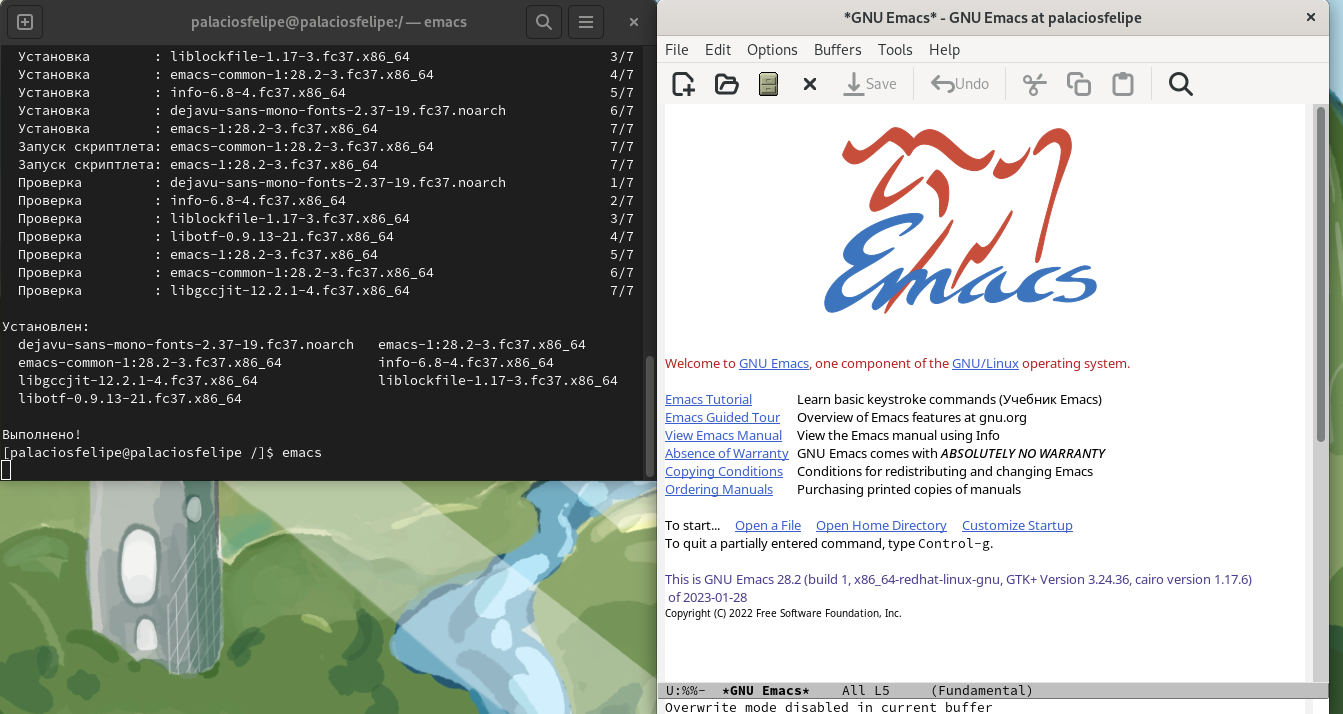 palaciosfelipe@palaciosfelipe:/ — emacs
Установка        : liblockfile-1.17-3.fc37.x86_64        3/7
Установка        : emacs-common-1:28.2-3.fc37.x86_64        4/7
Установка        : info-6.8-4.fc37.x86_64        5/7
Установка        : dejavu-sans-mono-fonts-2.37-19.fc37.noarch        6/7
Установка        : emacs-1:28.2-3.fc37.x86_64        7/7
Запуск скриптлета: emacs-common-1:28.2-3.fc37.x86_64        7/7
Запуск скриптлета: emacs-1:28.2-3.fc37.x86_64        7/7
Проверка         : dejavu-sans-mono-fonts-2.37-19.fc37.noarch        1/7
Проверка         : info-6.8-4.fc37.x86_64        2/7
Проверка         : liblockfile-1.17-3.fc37.x86_64        3/7
Проверка         : libotf-0.9.13-21.fc37.x86_64        4/7
Проверка         : emacs-1:28.2-3.fc37.x86_64        5/7
Проверка         : emacs-common-1:28.2-3.fc37.x86_64        6/7
Проверка         : libgccjit-12.2.1-4.fc37.x86_64        7/7
Установлен:
dejavu-sans-mono-fonts-2.37-19.fc37.noarch   emacs-1:28.2-3.fc37.x86_64
emacs-common-1:28.2-3.fc37.x86_64            info-6.8-4.fc37.x86_64
libgccjit-12.2.1-4.fc37.x86_64               liblockfile-1.17-3.fc37.x86_64
libotf-0.9.13-21.fc37.x86_64
Выполнено!
[palaciosfelipe@palaciosfelipe /]$ emacs
*GNU Emacs* - GNU Emacs at palaciosfelipe
File Edit Options Buffers Tools Help
Save Undo
Emacs
Welcome to GNU Emacs, one component of the GNU/Linux operating system.
Emacs Tutorial   Learn basic keystroke commands (Учебник Emacs)
Emacs Guided Tour   Overview of Emacs features at gnu.org
View Emacs Manual   View the Emacs manual using Info
Absence of Warranty   GNU Emacs comes with ABSOLUTELY NO WARRANTY
Copying Conditions   Conditions for redistributing and changing Emacs
Ordering Manuals   Purchasing printed copies of manuals
To start...   Open a File   Open Home Directory   Customize Startup
To quit a partially entered command, type Control-g.
This is GNU Emacs 28.2 (build 1, x86_64-redhat-linux-gnu, GTK+ Version 3.24.36, cairo version 1.17.6)
of 2023-01-28
Copyright (C) 2022 Free Software Foundation, Inc.
U:%%-  *GNU Emacs*    All L5     (Fundamental)
Overwrite mode disabled in current buffer